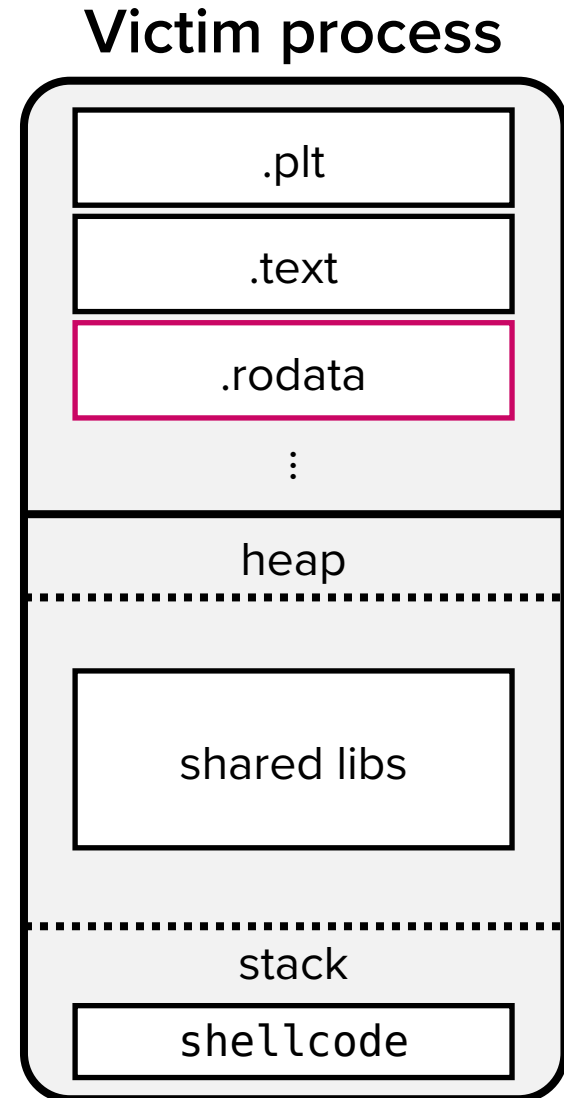 Victim process
.plt
.text
.rodata
⋮
heap
shared libs
stack
shellcode